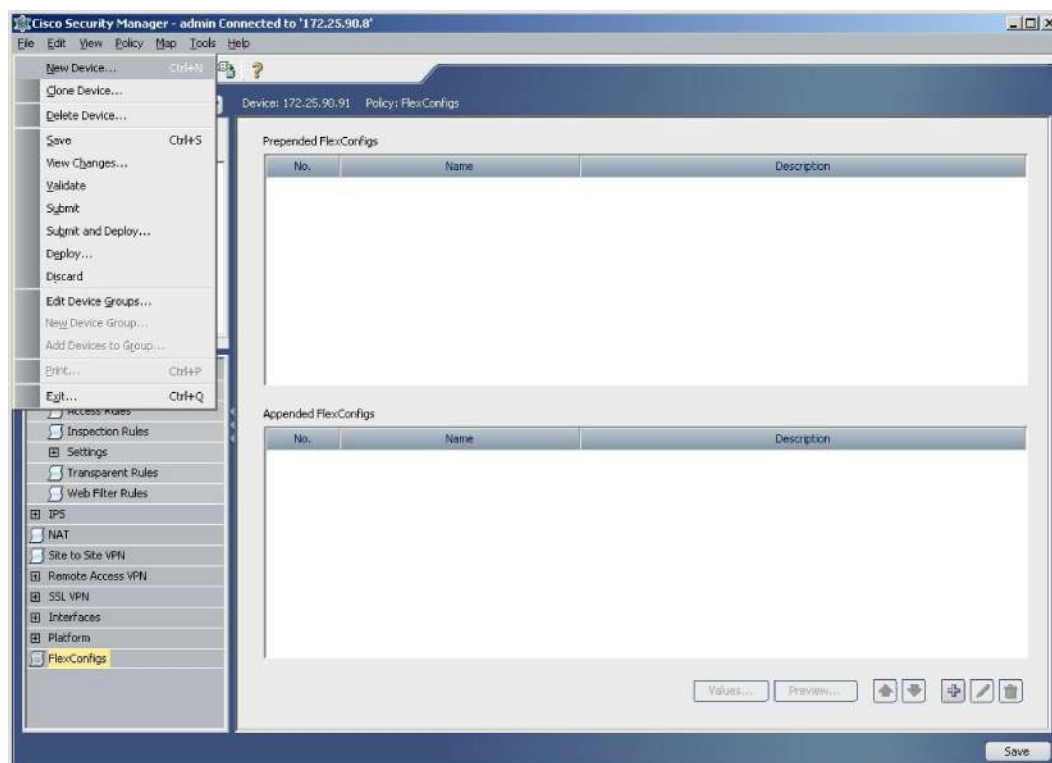 Cisco Security Manager - admin Connected to '172.25.90.8'
File Edit View Policy Map Tools Help
New Device... Ctrl+N
Clone Device...
Delete Device...
Save Ctrl+S
View Changes...
Validate
Submit
Submit and Deploy...
Deploy...
Discard
Edit Device Groups...
New Device Group...
Add Devices to Group...
Print... Ctrl+P
Exit... Ctrl+Q
Access Rules
Inspection Rules
Settings
Transparent Rules
Web Filter Rules
IPS
NAT
Site to Site VPN
Remote Access VPN
SSL VPN
Interfaces
Platform
FlexConfigs
Device: 172.25.90.91 Policy: FlexConfigs
Prepended FlexConfigs
No. Name Description
Appended FlexConfigs
No. Name Description
Values... Preview...
Save